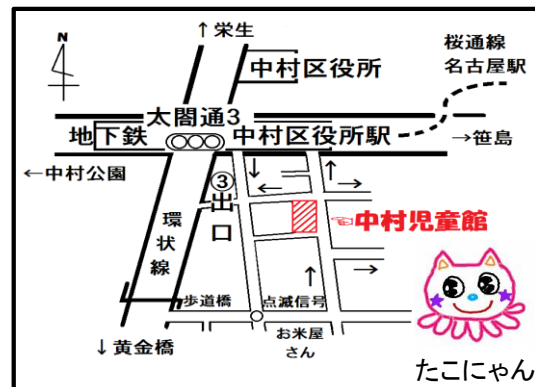 ↑栄生
N
中村区役所
桜通線
名古屋駅
太閤通3
地下鉄
中村区役所駅
→笹島
←中村公園
③出口
環状線
☜中村児童館
歩道橋
点滅信号
お米屋
さん
↓黄金橋
たこにゃん